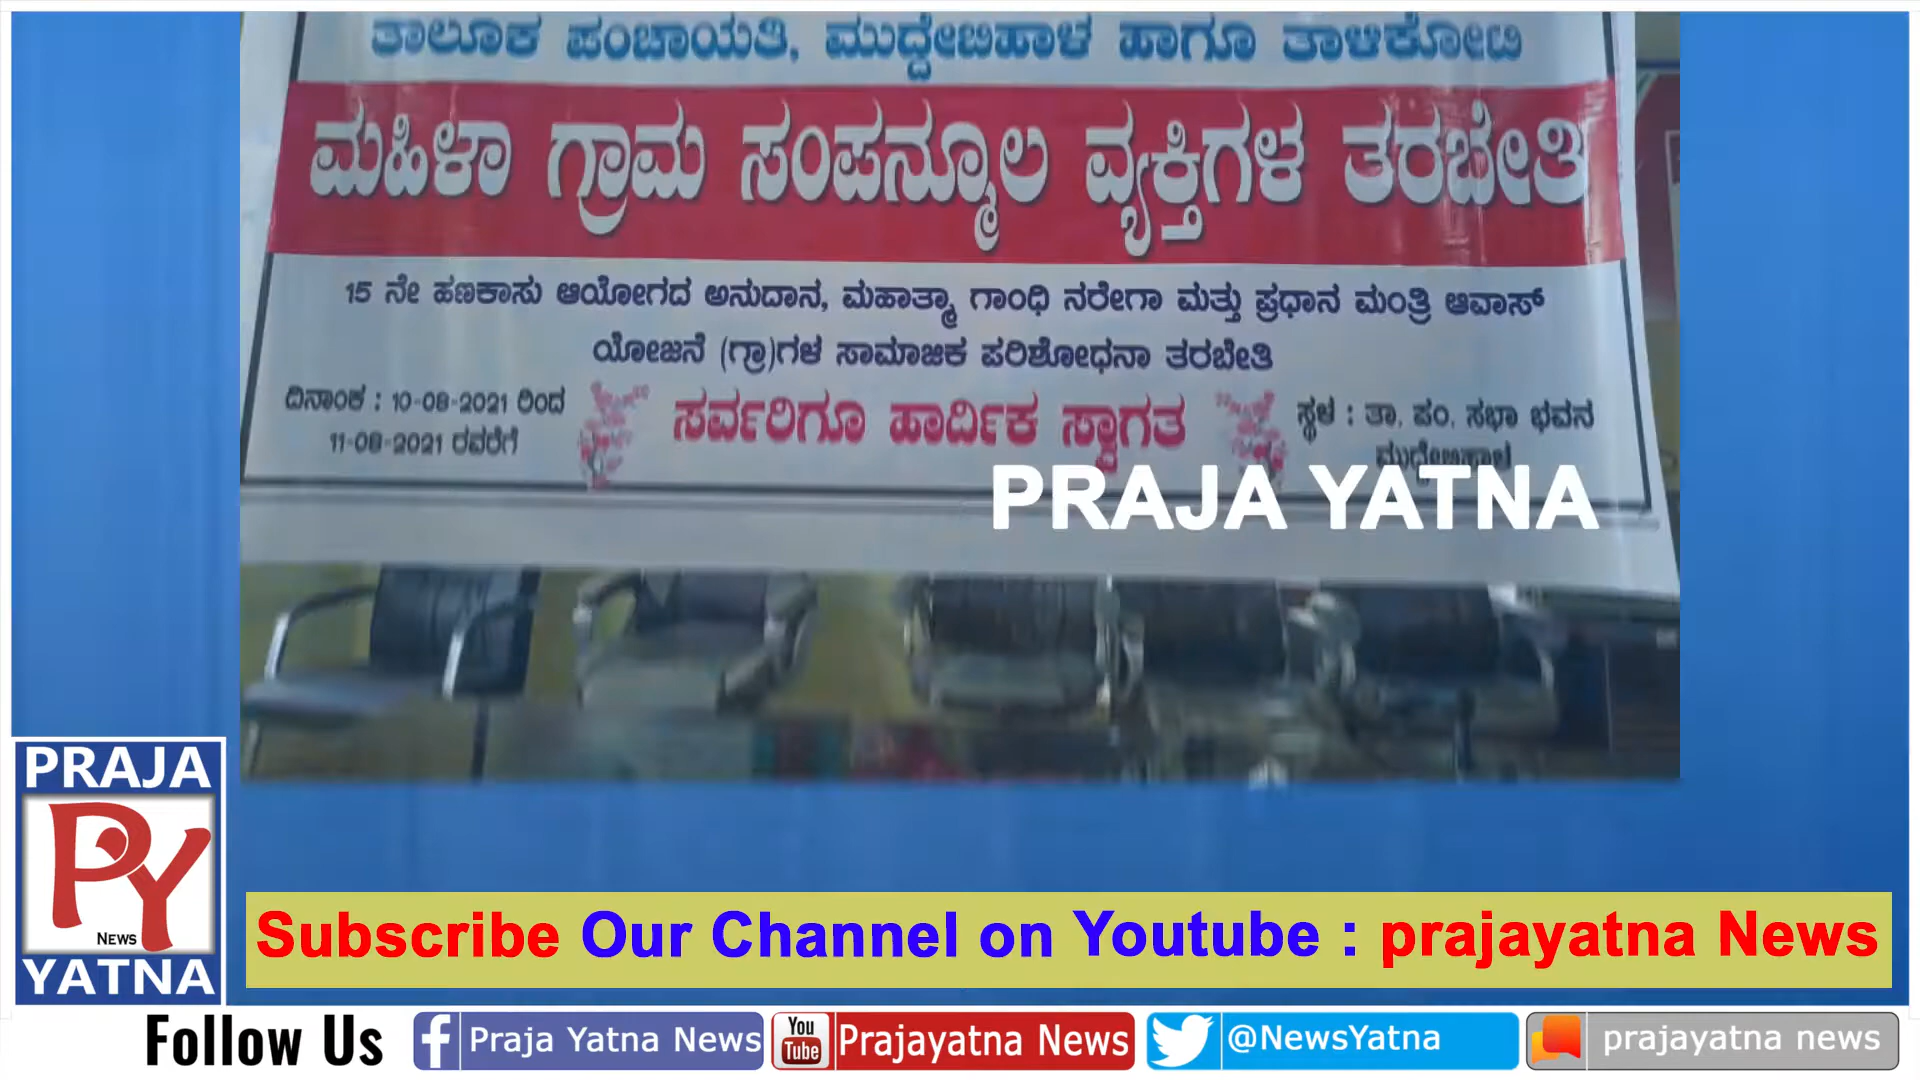 ತಾಲೂಕ ಪಂಚಾಯತಿ, ಮುದ್ದೇಬಿಹಾಳ ಹಾಗೂ ತಾಳಿಕೋಟಿ
ಮಹಿಳಾ ಗ್ರಾಮ ಸಂಪನ್ಮೂಲ ವ್ಯಕ್ತಿಗಳ ತರಬೇತಿ
15 ನೇ ಹಣಕಾಸು ಆಯೋಗದ ಅನುದಾನ, ಮಹಾತ್ಮಾ ಗಾಂಧಿ ನರೇಗಾ ಮತ್ತು ಪ್ರಧಾನ ಮಂತ್ರಿ ಆವಾಸ್
ಯೋಜನೆ (ಗ್ರಾ)ಗಳ ಸಾಮಾಜಿಕ ಪರಿಶೋಧನಾ ತರಬೇತಿ
ದಿನಾಂಕ : 10-08-2021 ರಿಂದ
11-08-2021 ರವರೆಗೆ
ಸರ್ವರಿಗೂ ಹಾರ್ದಿಕ ಸ್ವಾಗತ
ಸ್ಥಳ : ತಾ. ಪಂ. ಸಭಾ ಭವನ
ಮುದ್ದೇಬಿಹಾಳ
PRAJA YATNA
PRAJA
PY
NEWS
YATNA
Subscribe Our Channel on Youtube : prajayatna News
Follow Us
f Praja Yatna News
You Tube Prajayatna News
@NewsYatna
prajayatna news